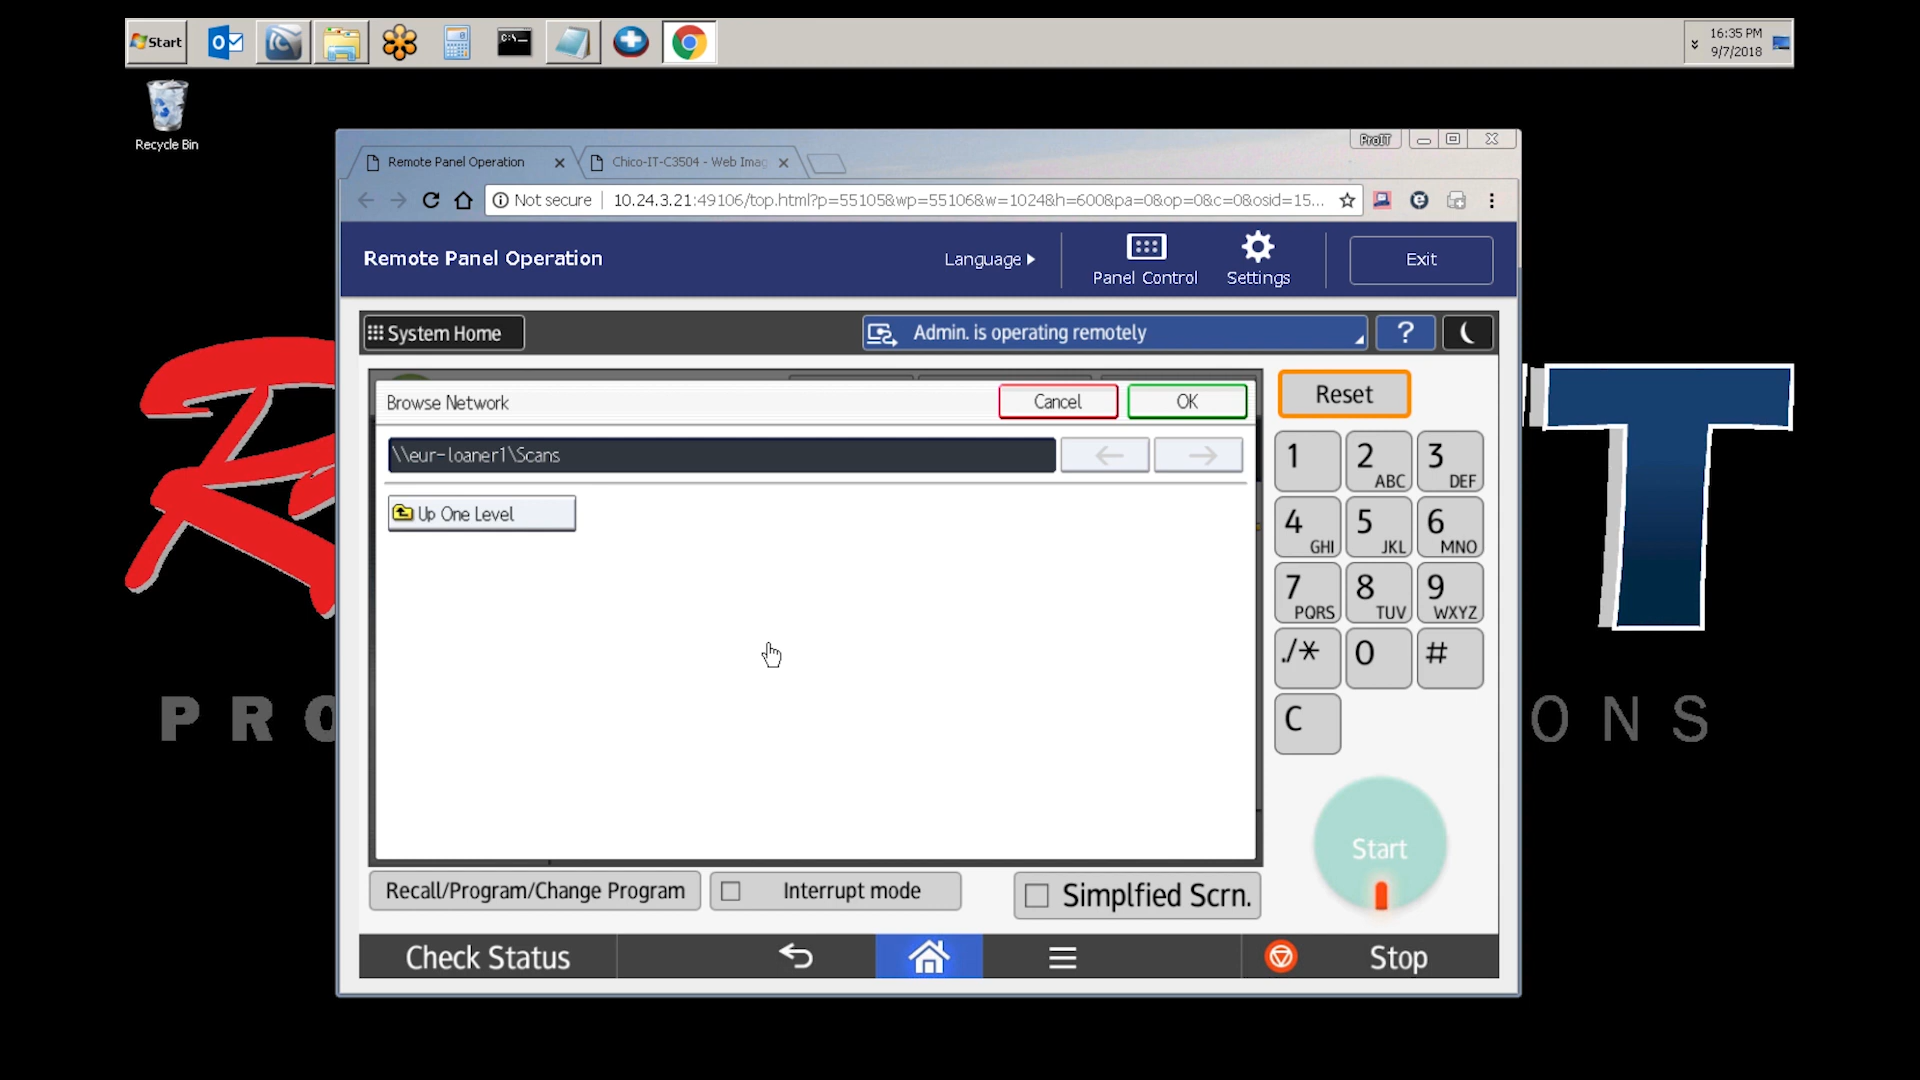 Start
16:35 PM
9/7/2018
Recycle Bin
ProIT
Remote Panel Operation
Chico-IT-C3504 - Web Imag
Not secure
10.24.3.21:49106/top.html?p=55105&wp=55106&w=1024&h=600&pa=0&op=0&c=0&osid=15...
Remote Panel Operation
Language
Panel Control
Settings
Exit
System Home
Admin. is operating remotely
?
Browse Network
Cancel
OK
Reset
\\eur-loaner1\Scans
Up One Level
1
2 ABC
3 DEF
4 GHI
5 JKL
6 MNO
7 PQRS
8 TUV
9 WXYZ
./*
0
#
C
Start
Recall/Program/Change Program
Interrupt mode
Simplfied Scrn.
Check Status
Stop
T
PRO
ONS